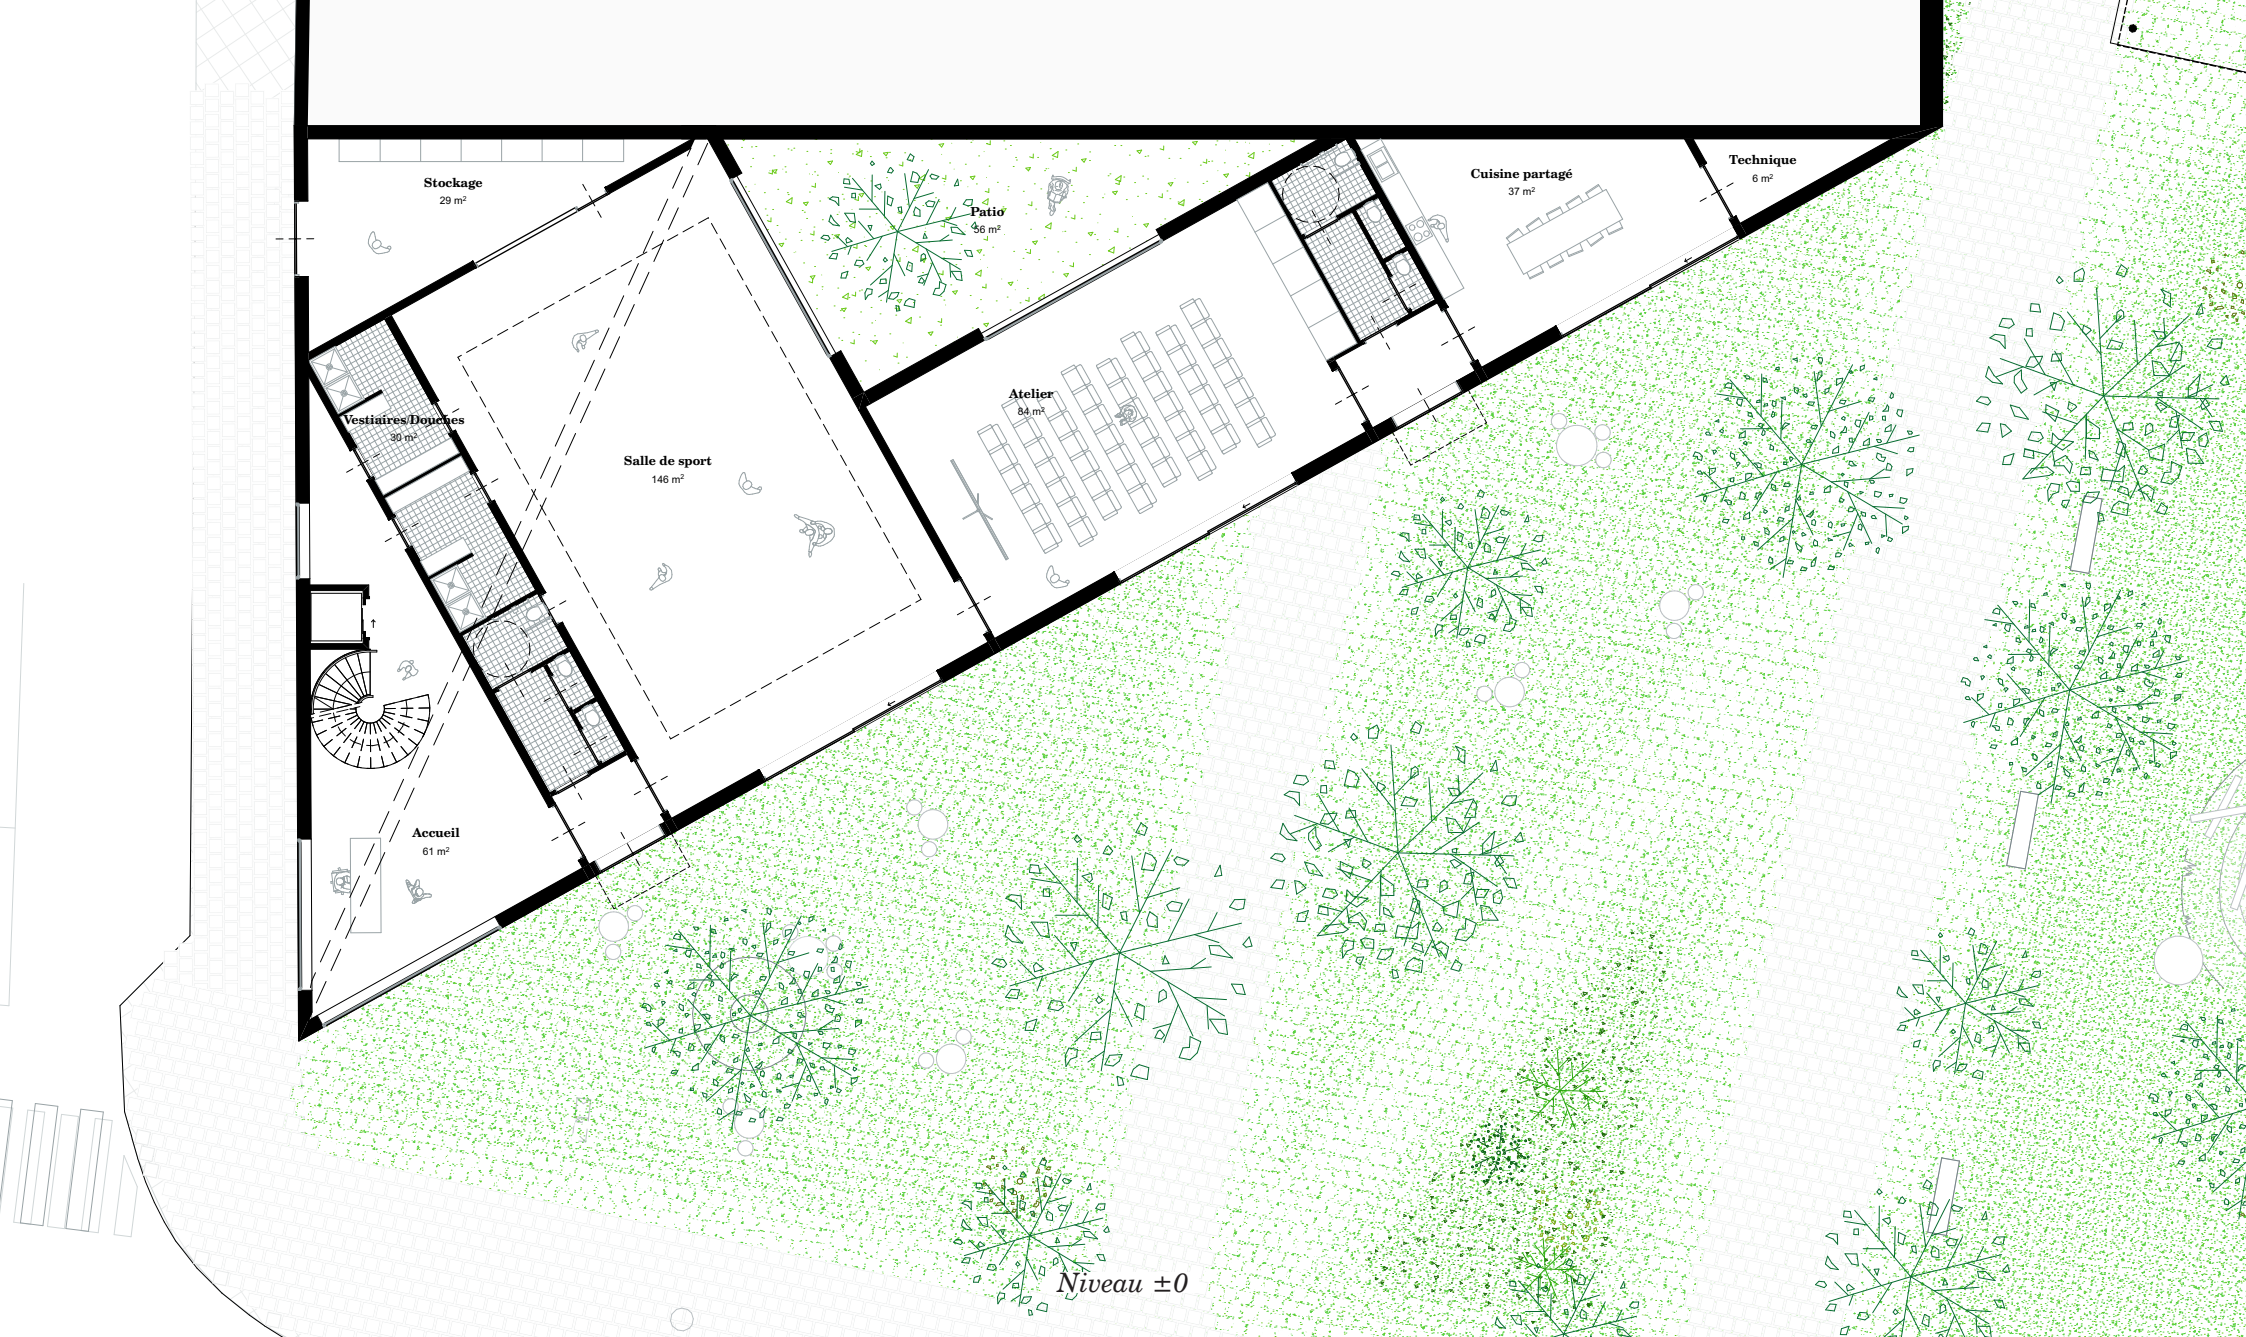 Stockage
29 m²
Patio
56 m²
Cuisine partagé
37 m²
Technique
6 m²
Vestiaires/Douches
30 m²
Salle de sport
146 m²
Atelier
84 m²
Accueil
61 m²
Niveau ±0